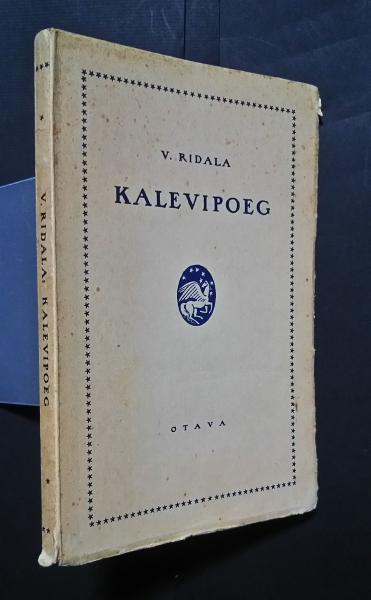 V. RIDALA
KALEVIPOEG
OTAVA
V. RIDALA: KALEVIPOEG